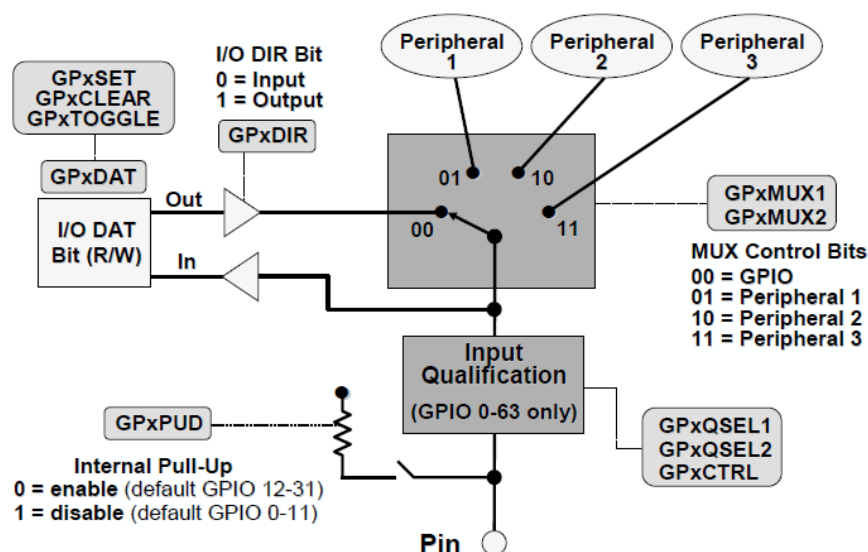 Peripheral
1
Peripheral
2
Peripheral
3
I/O DIR Bit
0 = Input
1 = Output
GPxSET
GPxCLEAR
GPxTOGGLE
GPxDIR
GPxDAT
01
10
00
11
Out
I/O DAT
Bit (R/W)
In
GPxMUX1
GPxMUX2
MUX Control Bits
00 = GPIO
01 = Peripheral 1
10 = Peripheral 2
11 = Peripheral 3
Input
Qualification
(GPIO 0-63 only)
GPxPUD
Internal Pull-Up
0 = enable (default GPIO 12-31)
1 = disable (default GPIO 0-11)
GPxQSEL1
GPxQSEL2
GPxCTRL
Pin